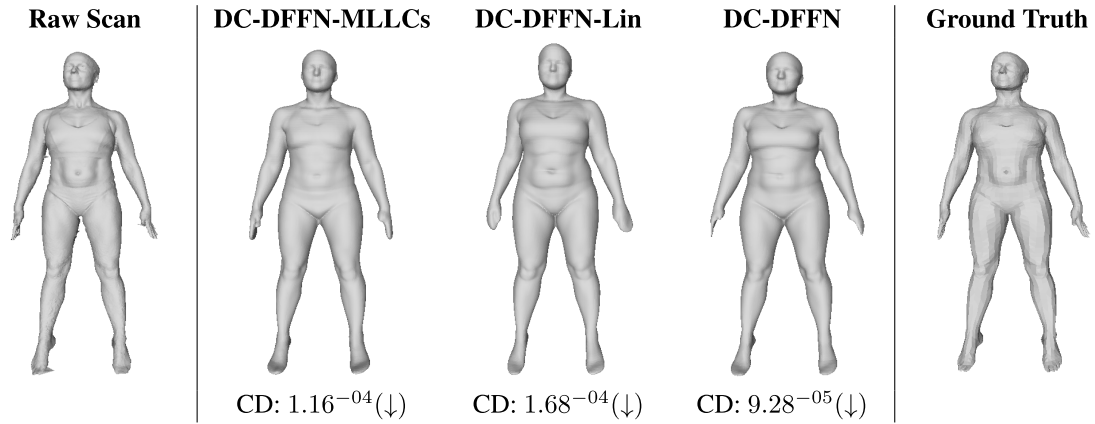 Raw Scan DC-DFFN-MLLCs DC-DFFN-Lin DC-DFFN Ground Truth
CD: 1.16⁻⁰⁴(↓) CD: 1.68⁻⁰⁴(↓) CD: 9.28⁻⁰⁵(↓)